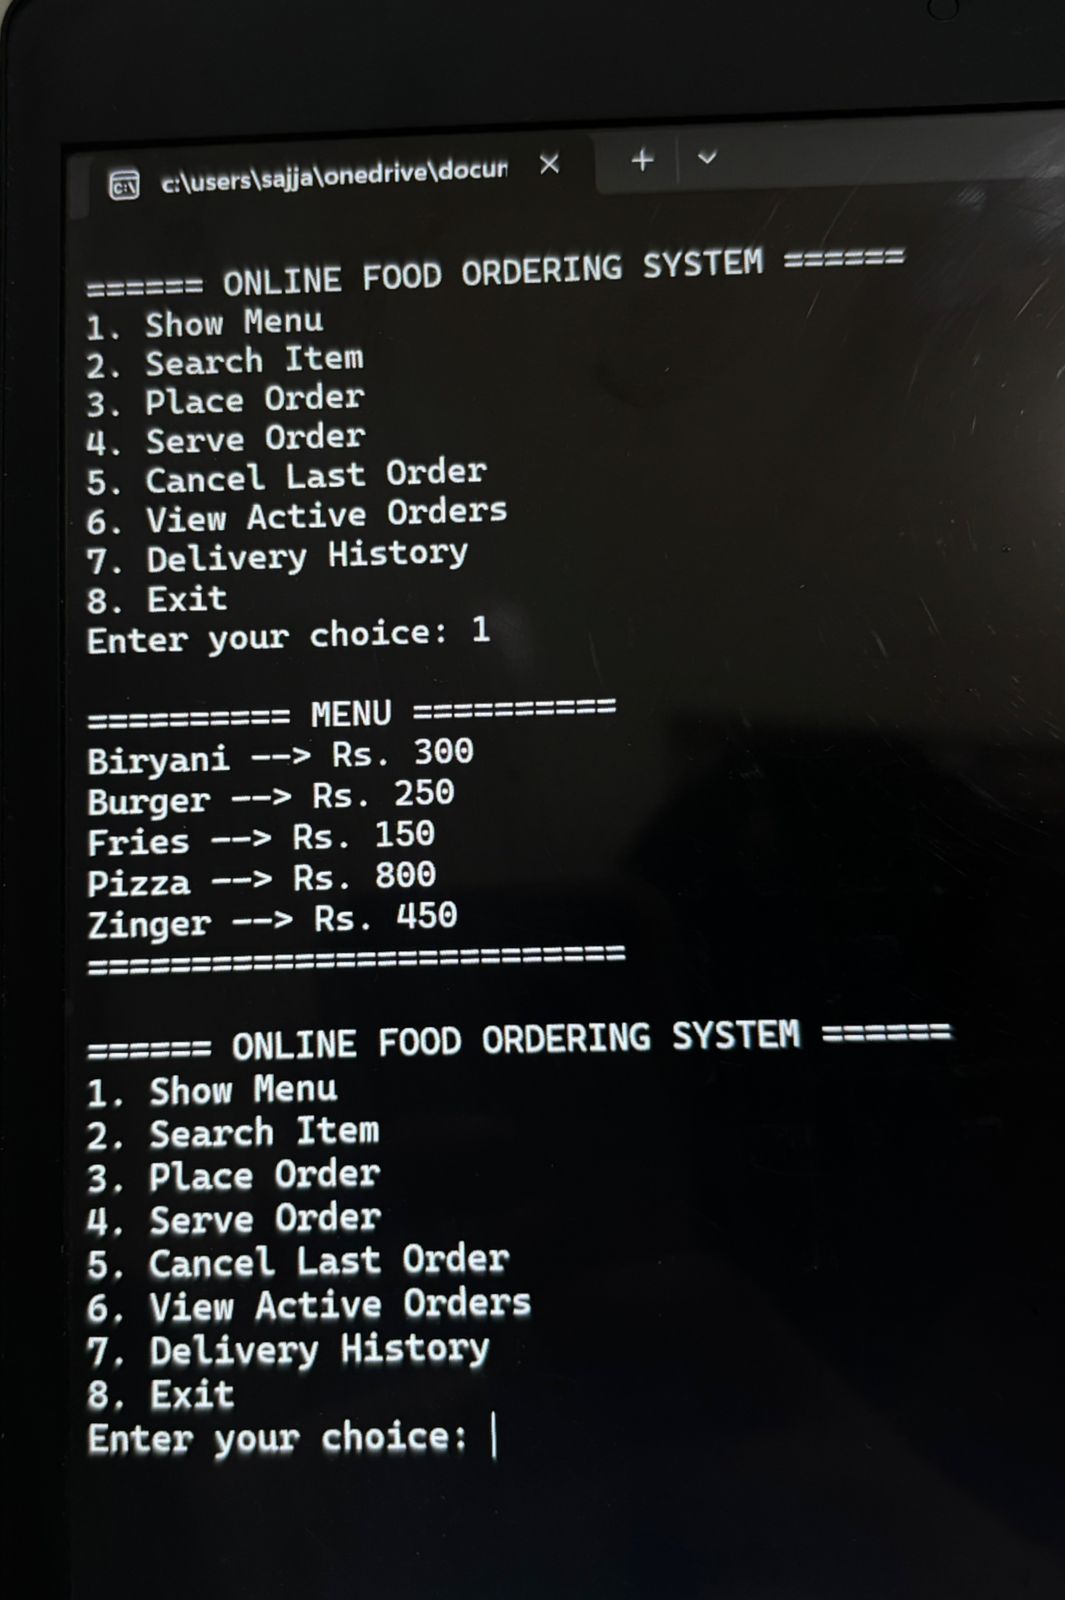 c:\users\sajja\onedrive\docur
====== ONLINE FOOD ORDERING SYSTEM ======
1. Show Menu
2. Search Item
3. Place Order
4. Serve Order
5. Cancel Last Order
6. View Active Orders
7. Delivery History
8. Exit
Enter your choice: 1
========== MENU ==========
Biryani --> Rs. 300
Burger --> Rs. 250
Fries --> Rs. 150
Pizza --> Rs. 800
Zinger --> Rs. 450
==========================
====== ONLINE FOOD ORDERING SYSTEM ======
1. Show Menu
2. Search Item
3. Place Order
4. Serve Order
5. Cancel Last Order
6. View Active Orders
7. Delivery History
8. Exit
Enter your choice: